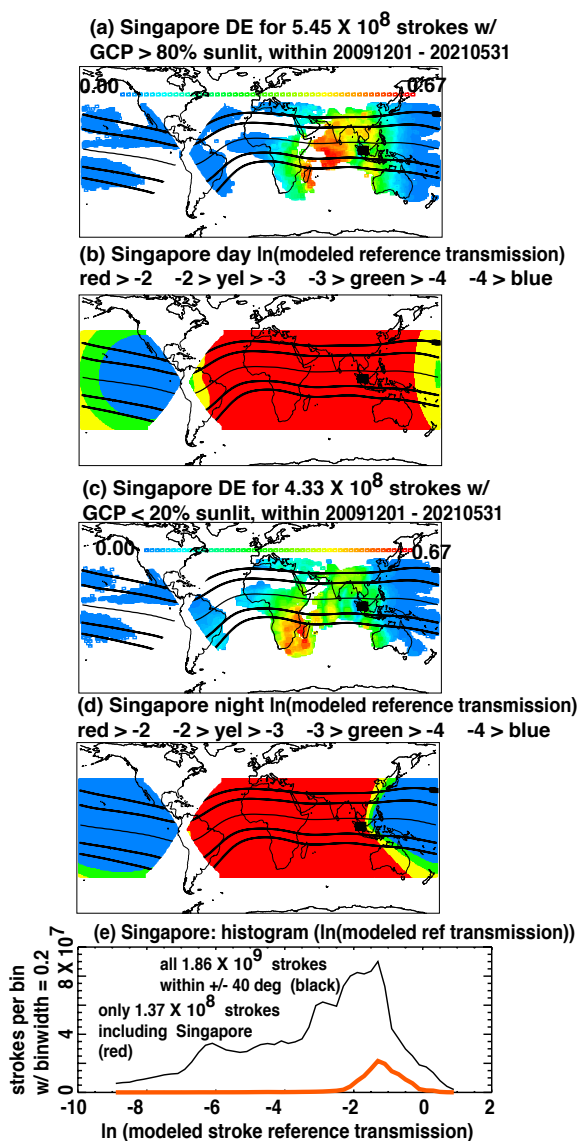 (a) Singapore DE for 5.45 X 10^8 strokes w/
GCP > 80% sunlit, within 20091201 - 20210531
0.00 0.67
(b) Singapore day ln(modeled reference transmission)
red > -2 -2 > yel > -3 -3 > green > -4 -4 > blue
(c) Singapore DE for 4.33 X 10^8 strokes w/
GCP < 20% sunlit, within 20091201 - 20210531
0.00 0.67
(d) Singapore night ln(modeled reference transmission)
red > -2 -2 > yel > -3 -3 > green > -4 -4 > blue
(e) Singapore: histogram (ln(modeled ref transmission))
all 1.86 X 10^9 strokes
within +/- 40 deg (black)
only 1.37 X 10^8 strokes
including Singapore
(red)
strokes per bin
w/ binwidth = 0.2
0 4 8 X 10^7
-10 -8 -6 -4 -2 0 2
ln (modeled stroke reference transmission)